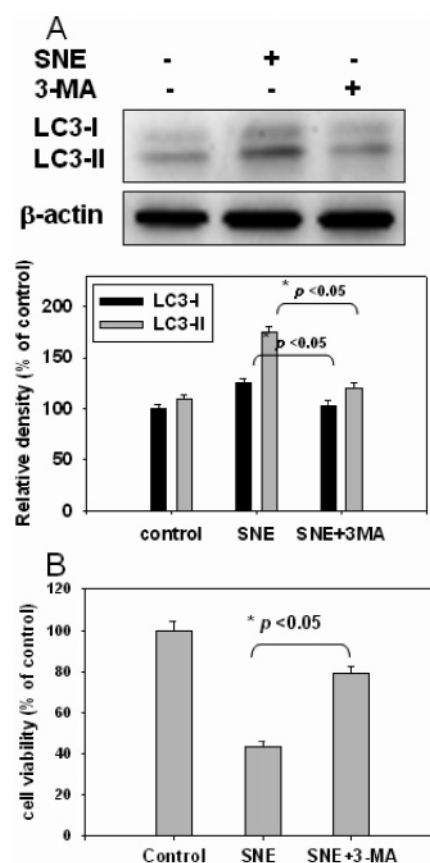 A
SNE - + -
3-MA - - +
LC3-I
LC3-II
β-actin
Relative density (% of control)
200
150
100
50
0
LC3-I
LC3-II
* p <0.05
* p <0.05
control SNE SNE+3MA
B
cell viability (% of control)
120
100
80
60
40
20
0
* p <0.05
Control SNE SNE+3-MA